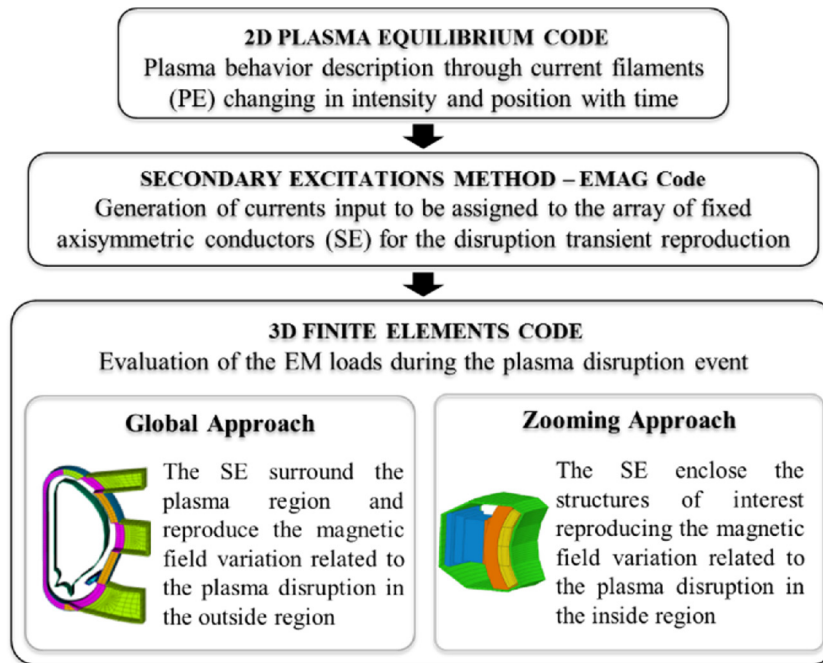 2D PLASMA EQUILIBRIUM CODE
Plasma behavior description through current filaments
(PE) changing in intensity and position with time
SECONDARY EXCITATIONS METHOD – EMAG Code
Generation of currents input to be assigned to the array of fixed
axisymmetric conductors (SE) for the disruption transient reproduction
3D FINITE ELEMENTS CODE
Evaluation of the EM loads during the plasma disruption event
Global Approach
The SE surround the
plasma region and
reproduce the magnetic
field variation related to
the plasma disruption in
the outside region
Zooming Approach
The SE enclose the
structures of interest
reproducing the magnetic
field variation related to
the plasma disruption in
the inside region